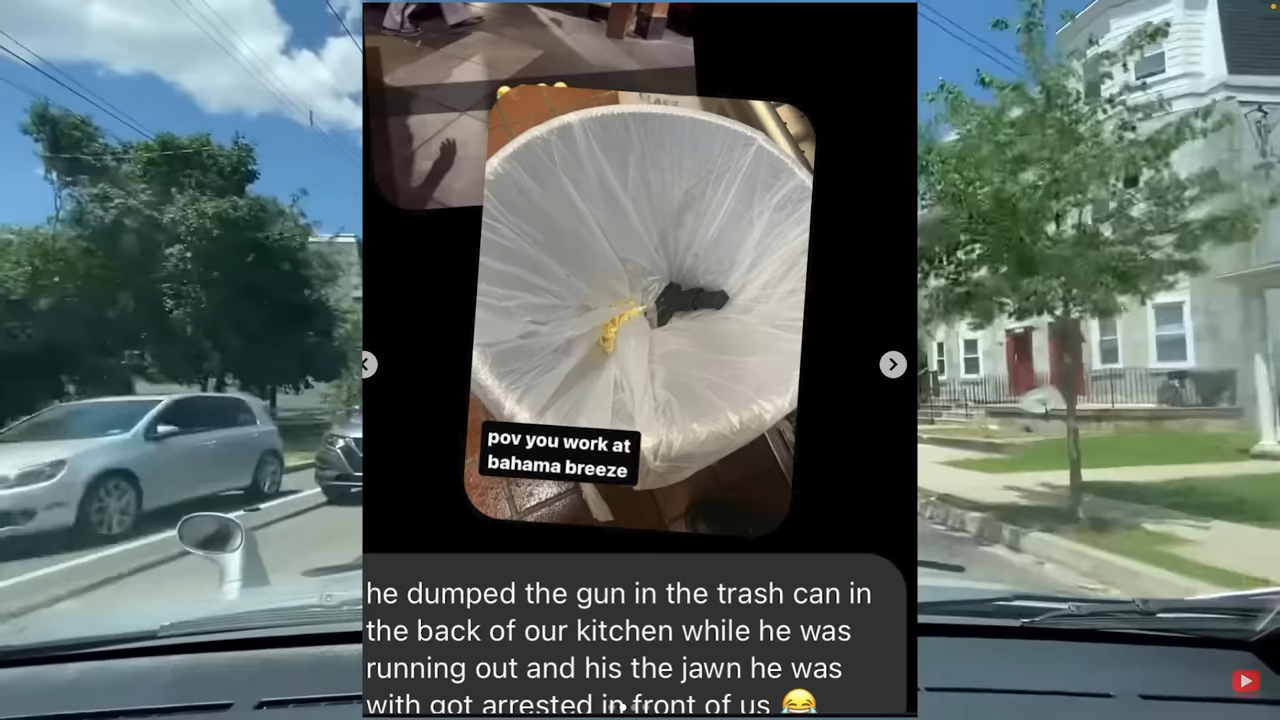 pov you work at
bahama breeze
he dumped the gun in the trash can in
the back of our kitchen while he was
running out and his the jawn he was
with got arrested in front of us 😂